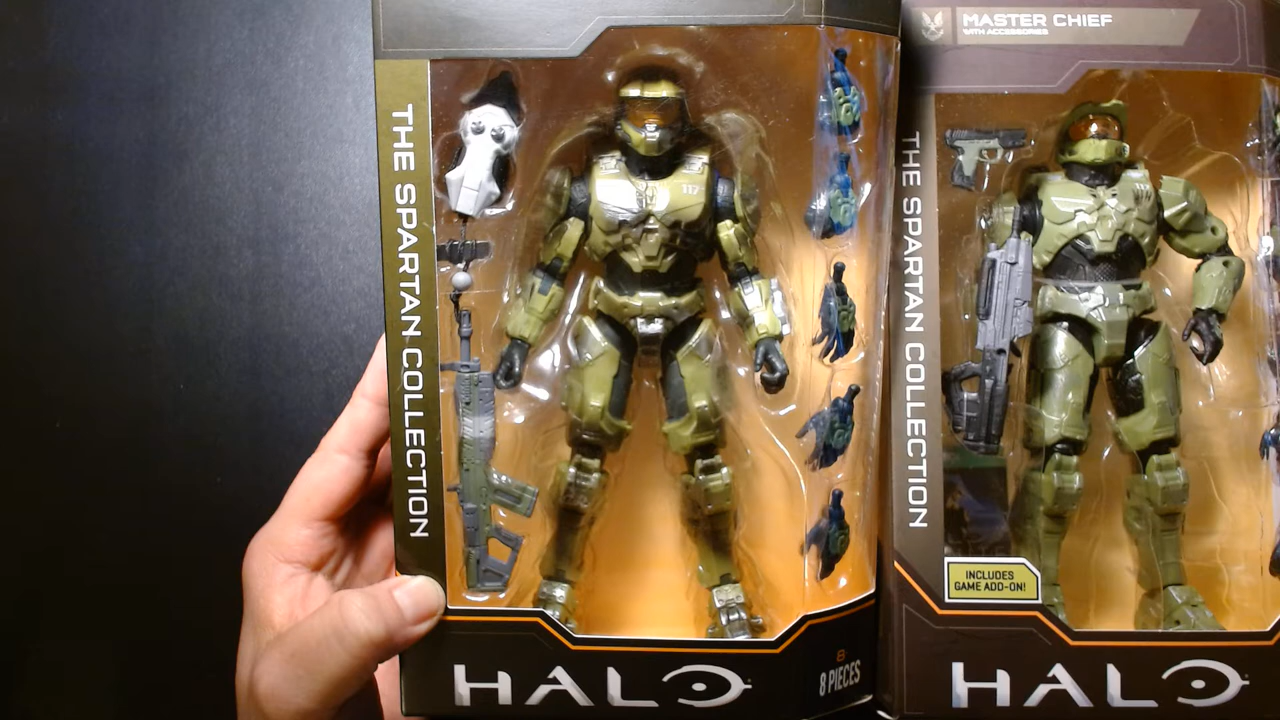 THE SPARTAN COLLECTION
117
HALO
8
8 PIECES
MASTER CHIEF
WITH ACCESSORIES
THE SPARTAN COLLECTION
INCLUDES
GAME ADD-ON!
HALO